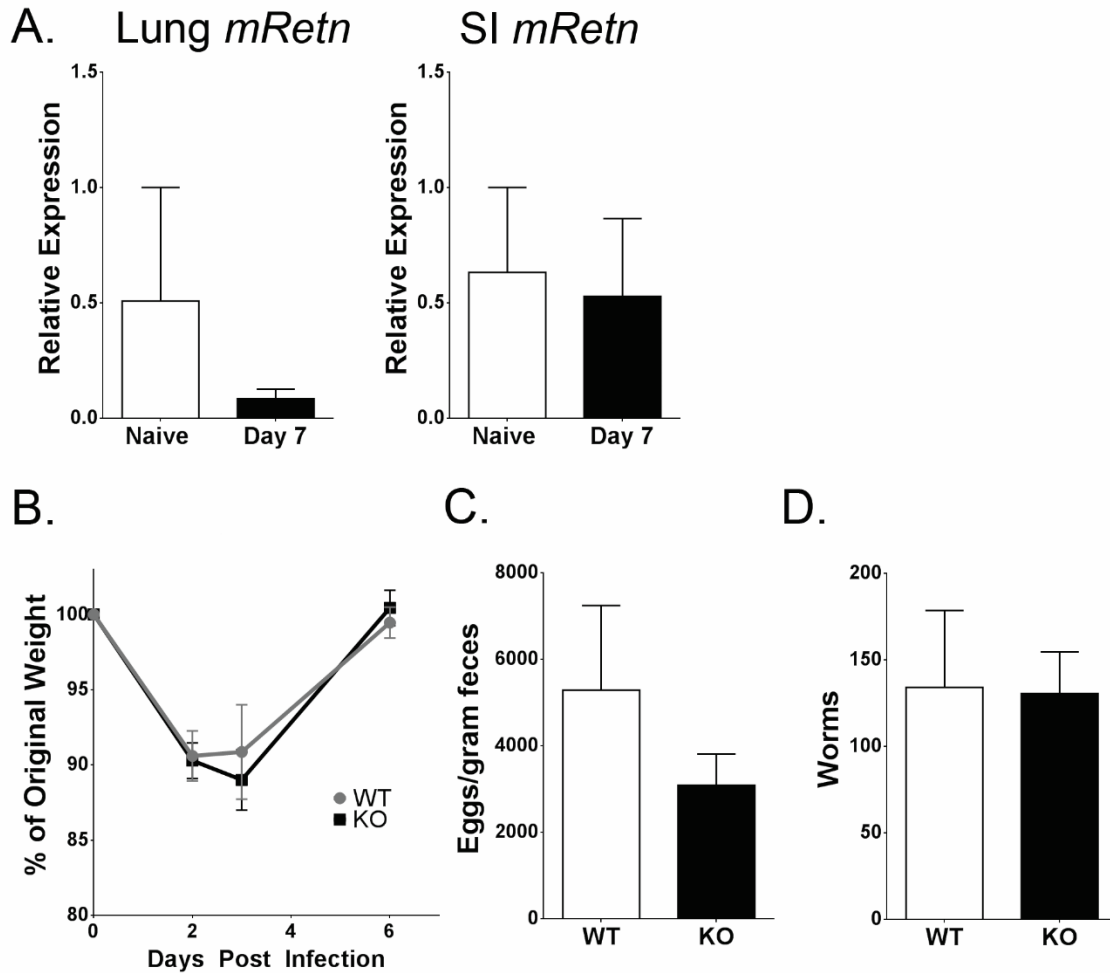 A. Lung mRetn SI mRetn
Relative Expression
1.5
1.0
0.5
0.0
Naive Day 7
Relative Expression
1.5
1.0
0.5
0.0
Naive Day 7
B.
% of Original Weight
100
95
90
85
80
WT
KO
0 2 4 6
Days Post Infection
C.
Eggs/gram feces
8000
6000
4000
2000
0
WT KO
D.
Worms
200
150
100
50
0
WT KO